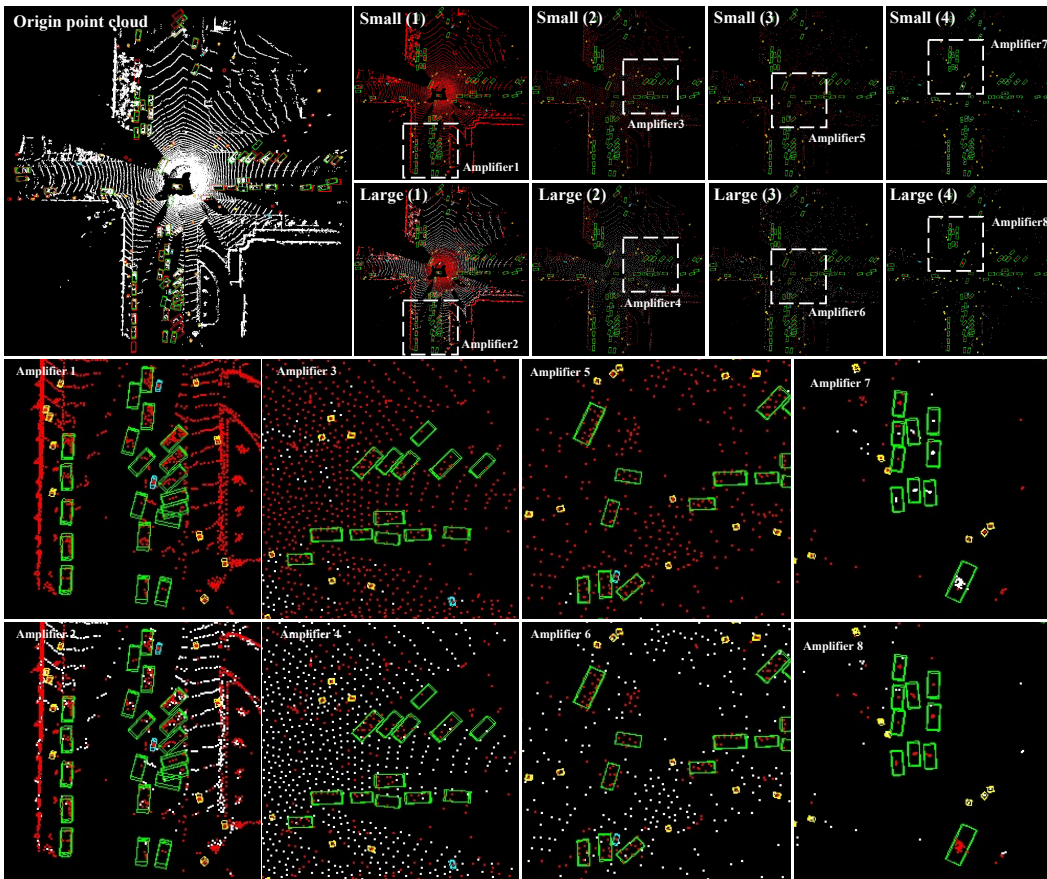 Origin point cloud
Small (1)
Small (2)
Small (3)
Small (4)
Amplifier1
Amplifier3
Amplifier5
Amplifier7
Large (1)
Large (2)
Large (3)
Large (4)
Amplifier2
Amplifier4
Amplifier6
Amplifier8
Amplifier 1
Amplifier 3
Amplifier 5
Amplifier 7
Amplifier 2
Amplifier 4
Amplifier 6
Amplifier 8